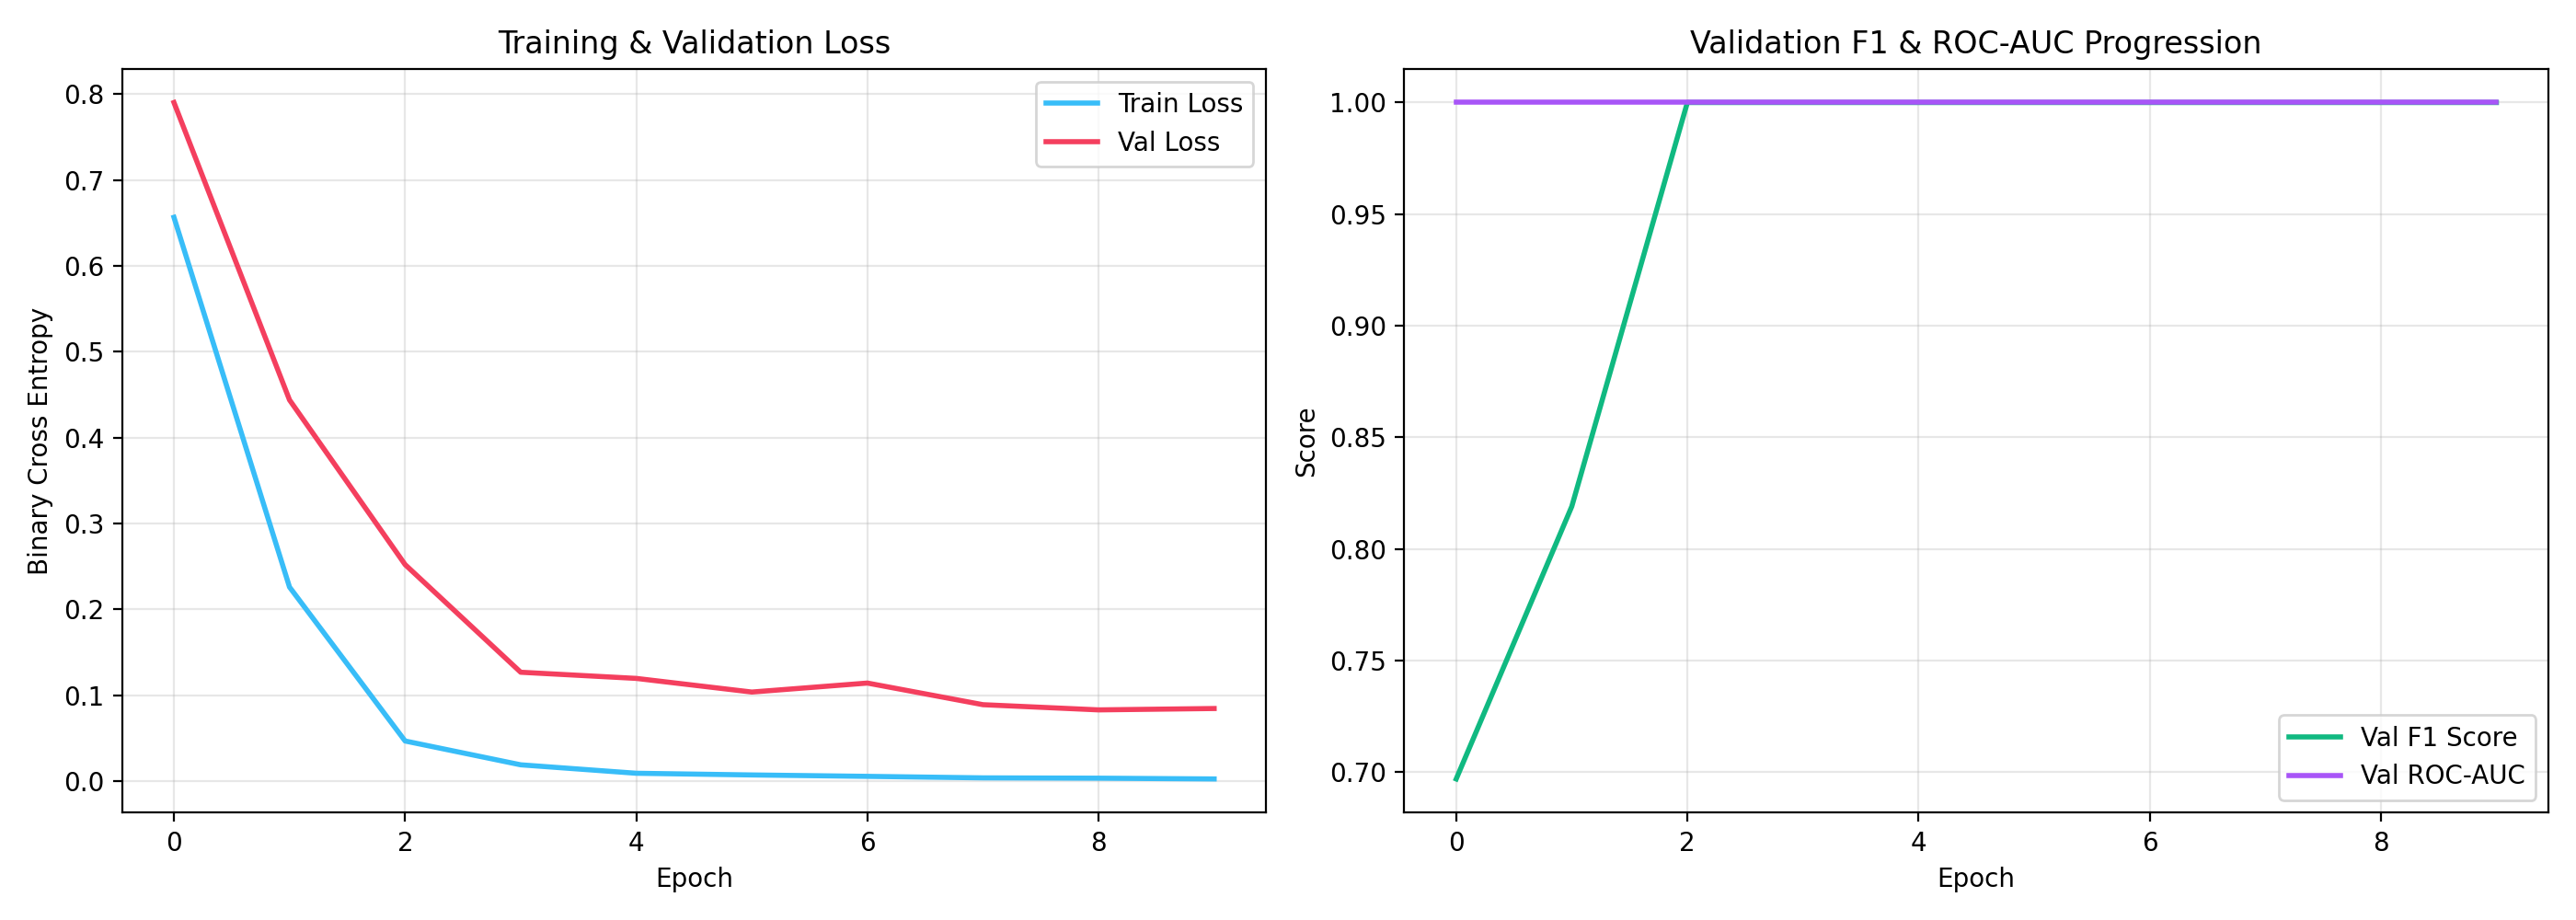 Training & Validation Loss
0.8
0.7
0.6
0.5
0.4
0.3
0.2
0.1
0.0
Binary Cross Entropy
Train Loss
Val Loss
0 2 4 6 8
Epoch
Validation F1 & ROC-AUC Progression
1.00
0.95
0.90
0.85
0.80
0.75
0.70
Score
Val F1 Score
Val ROC-AUC
0 2 4 6 8
Epoch